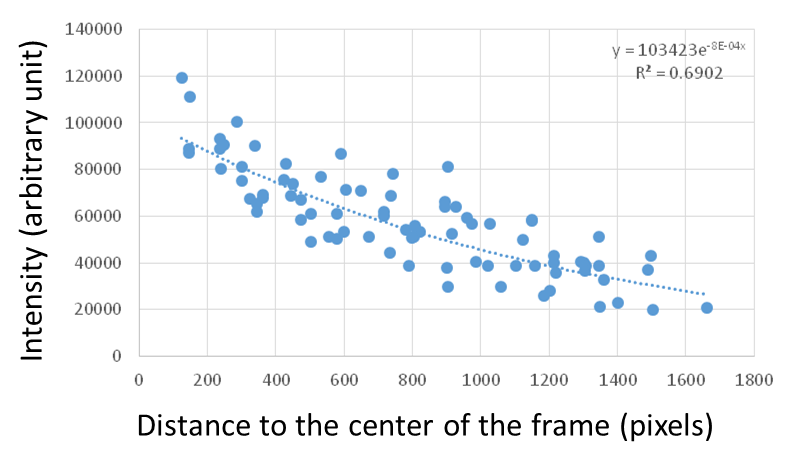 140000
y = 103423e-8E-04x
R² = 0.6902
120000
100000
80000
60000
40000
20000
0
Intensity (arbitrary unit)
0 200 400 600 800 1000 1200 1400 1600 1800
Distance to the center of the frame (pixels)